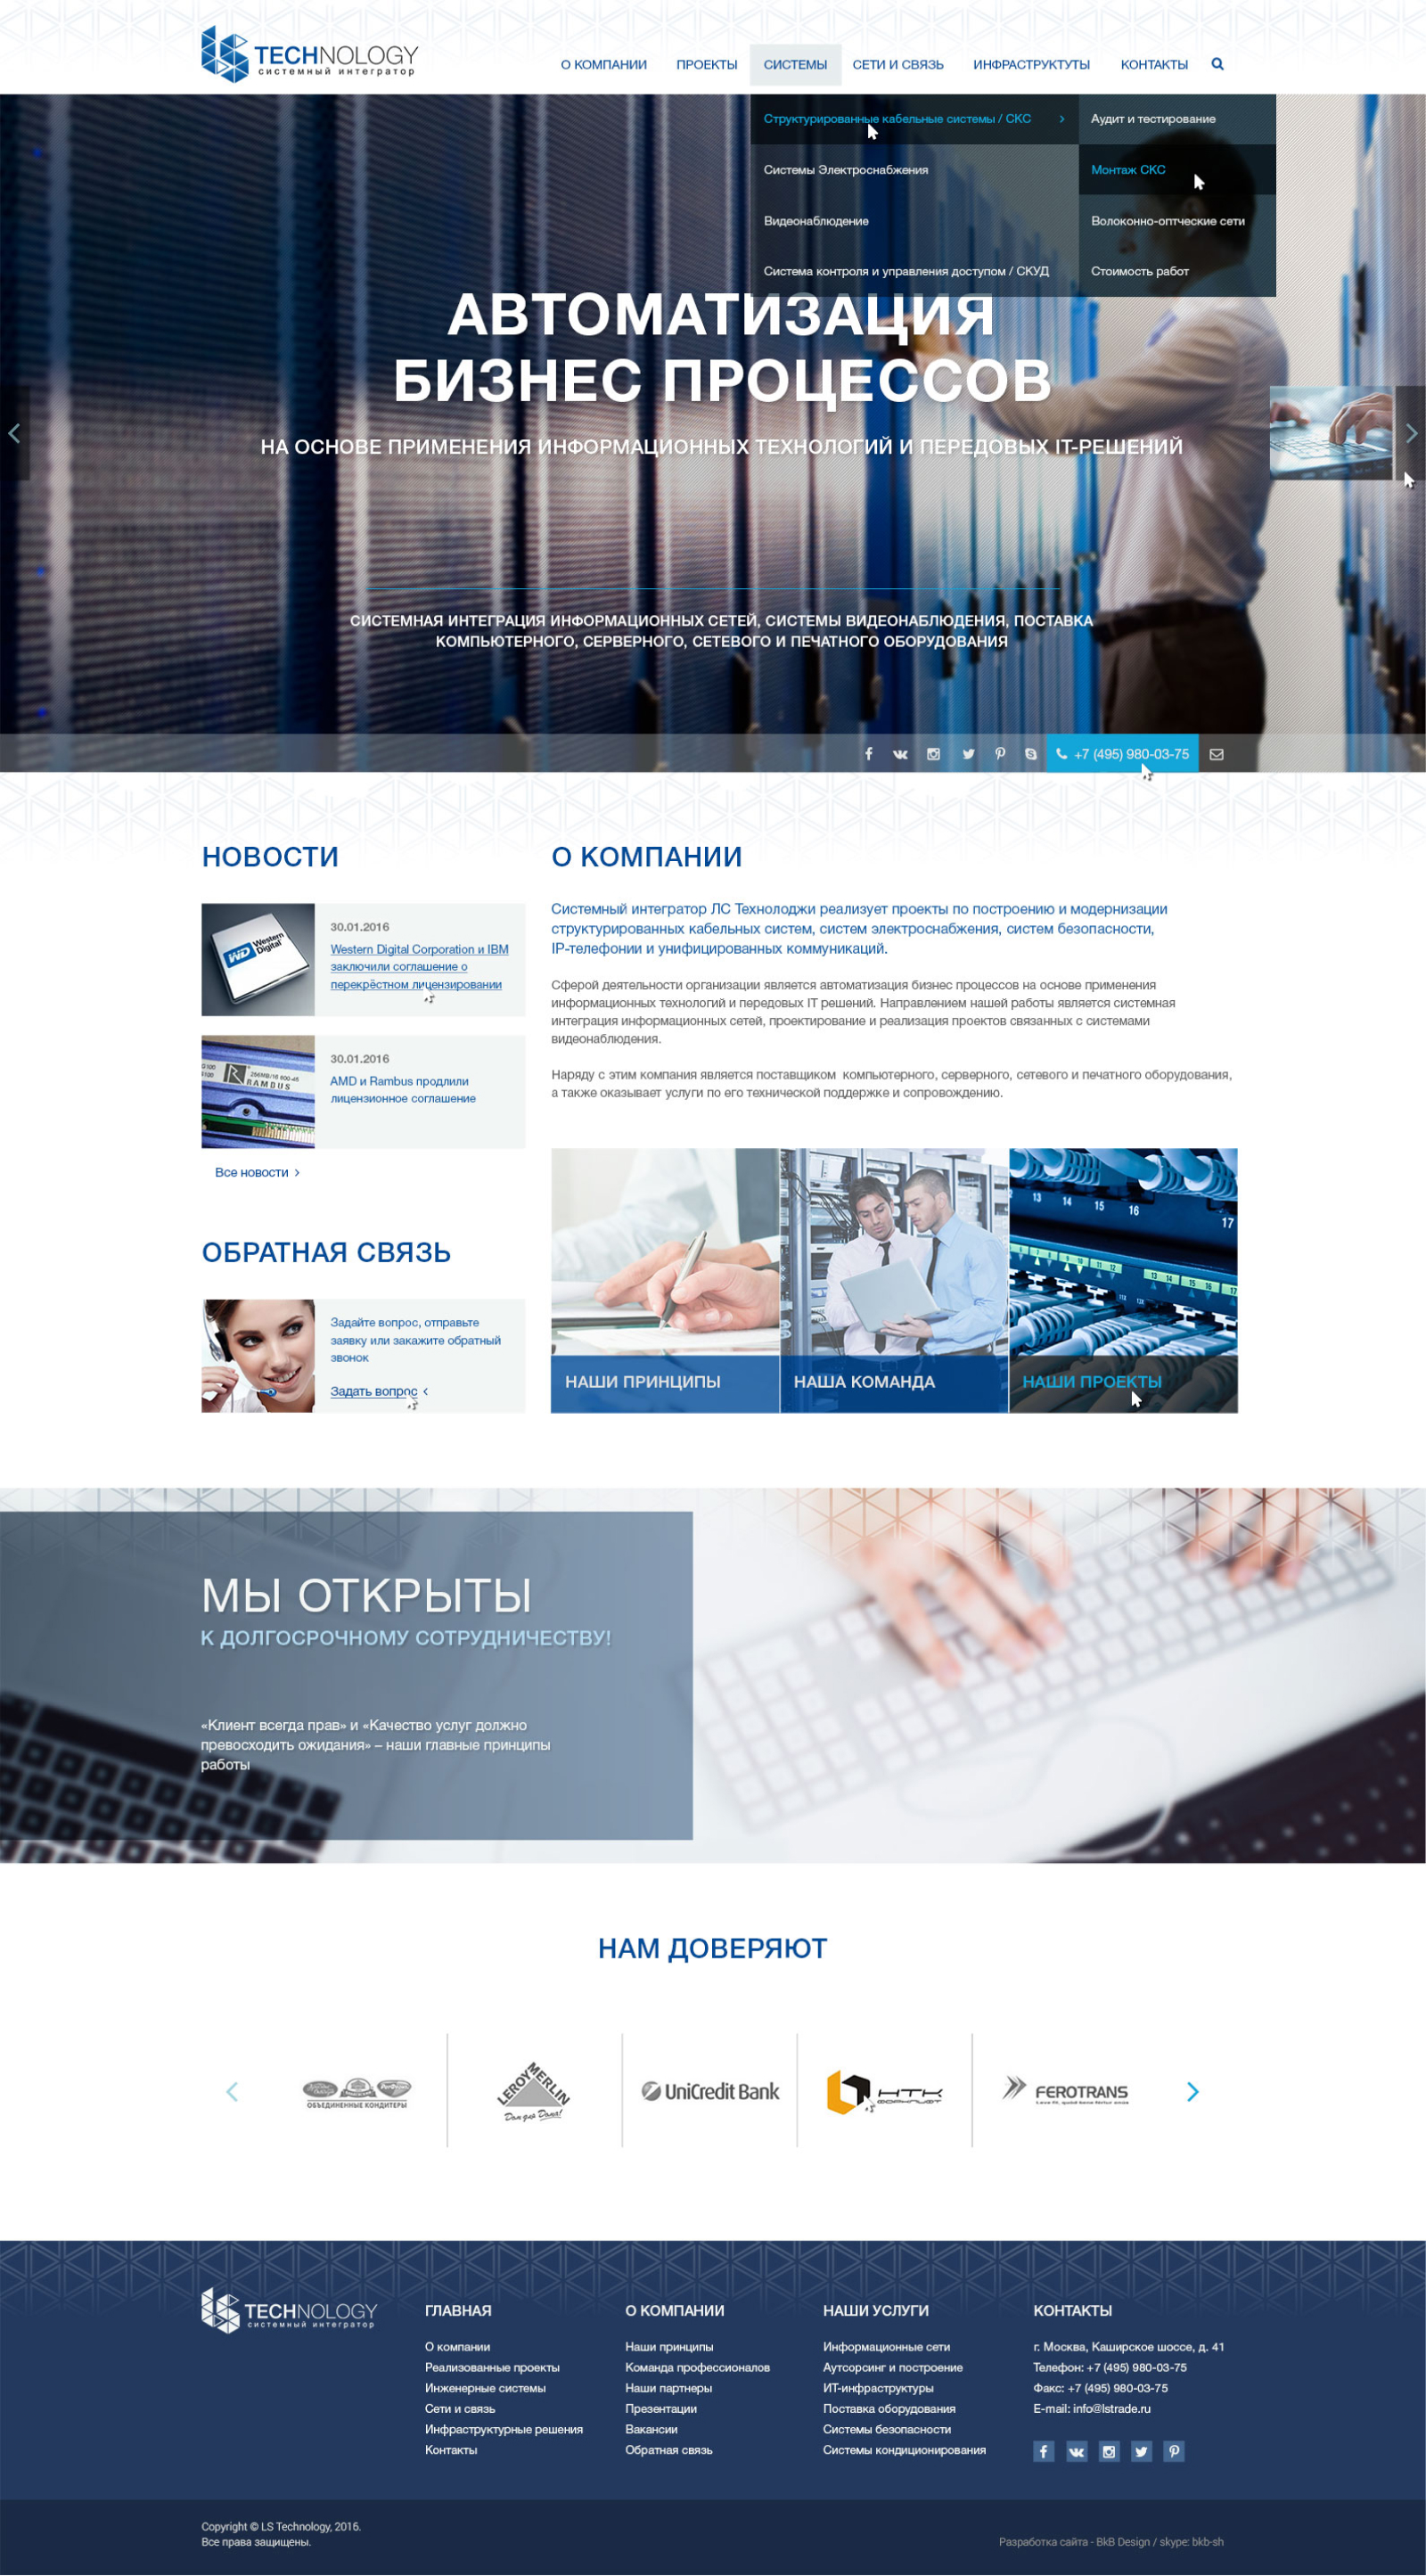 TECHNOLOGY
системный интегратор
О КОМПАНИИ
ПРОЕКТЫ
СИСТЕМЫ
СЕТИ И СВЯЗЬ
ИНФРАСТРУКТУТЫ
КОНТАКТЫ
Структурированные кабельные системы / СКС
Системы Электроснабжения
Видеонаблюдение
Система контроля и управления доступом / СКУД
Аудит и тестирование
Монтаж СКС
Волоконно-оптческие сети
Стоимость работ
АВТОМАТИЗАЦИЯ
БИЗНЕС ПРОЦЕССОВ
НА ОСНОВЕ ПРИМЕНЕНИЯ ИНФОРМАЦИОННЫХ ТЕХНОЛОГИЙ И ПЕРЕДОВЫХ IT-РЕШЕНИЙ
СИСТЕМНАЯ ИНТЕГРАЦИЯ ИНФОРМАЦИОННЫХ СЕТЕЙ, СИСТЕМЫ ВИДЕОНАБЛЮДЕНИЯ, ПОСТАВКА
КОМПЬЮТЕРНОГО, СЕРВЕРНОГО, СЕТЕВОГО И ПЕЧАТНОГО ОБОРУДОВАНИЯ
+7 (495) 980-03-75
НОВОСТИ
WD Western Digital
30.01.2016
Western Digital Corporation и IBM
заключили соглашение о
перекрёстном лицензировании
RAMBUS
30.01.2016
AMD и Rambus продлили
лицензионное соглашение
Все новости
ОБРАТНАЯ СВЯЗЬ
Задайте вопрос, отправьте
заявку или закажите обратный
звонок
Задать вопрос
О КОМПАНИИ
Системный интегратор ЛС Технолоджи реализует проекты по построению и модернизации
структурированных кабельных систем, систем электроснабжения, систем безопасности,
IP-телефонии и унифицированных коммуникаций.
Сферой деятельности организации является автоматизация бизнес процессов на основе применения
информационных технологий и передовых IT решений. Направлением нашей работы является системная
интеграция информационных сетей, проектирование и реализация проектов связанных с системами
видеонаблюдения.
Наряду с этим компания является поставщиком компьютерного, серверного, сетевого и печатного оборудования,
а также оказывает услуги по его технической поддержке и сопровождению.
13 14 15 16 17
НАШИ ПРИНЦИПЫ
НАША КОМАНДА
НАШИ ПРОЕКТЫ
МЫ ОТКРЫТЫ
К ДОЛГОСРОЧНОМУ СОТРУДНИЧЕСТВУ!
«Клиент всегда прав» и «Качество услуг должно
превосходить ожидания» – наши главные принципы
работы
НАМ ДОВЕРЯЮТ
ОБЪЕДИНЕННЫЕ КОНДИТЕРЫ
LEROY MERLIN
Дом для Дома!
UniCredit Bank
НТК
FEROTRANS
TECHNOLOGY
системный интегратор
ГЛАВНАЯ
О компании
Реализованные проекты
Инженерные системы
Сети и связь
Инфраструктурные решения
Контакты
О КОМПАНИИ
Наши принципы
Команда профессионалов
Наши партнеры
Презентации
Вакансии
Обратная связь
НАШИ УСЛУГИ
Информационные сети
Аутсорсинг и построение
ИТ-инфраструктуры
Поставка оборудования
Системы безопасности
Системы кондиционирования
КОНТАКТЫ
г. Москва, Каширское шоссе, д. 41
Телефон: +7 (495) 980-03-75
Факс: +7 (495) 980-03-75
E-mail: info@lstrade.ru
Copyright © LS Technology, 2016.
Все права защищены.
Разработка сайта - BkB Design / skype: bkb-sh